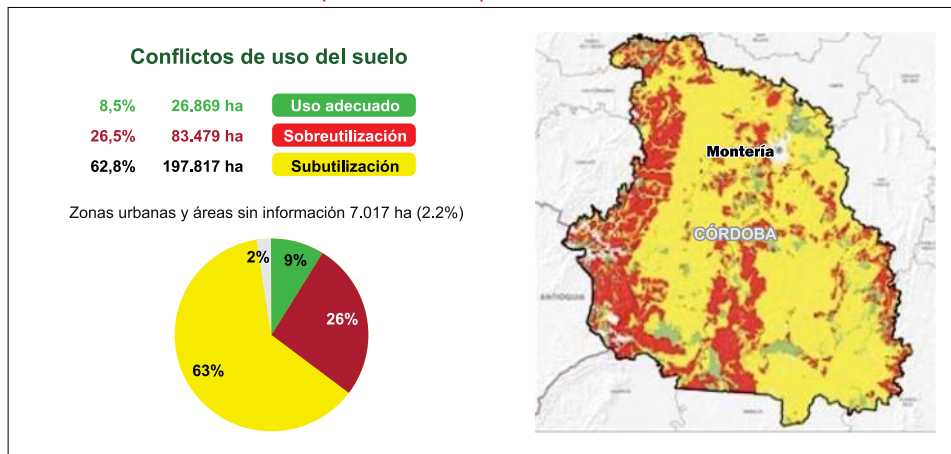 Conflictos de uso del suelo
8,5% 26.869 ha Uso adecuado
26,5% 83.479 ha Sobreutilización
62,8% 197.817 ha Subutilización
Zonas urbanas y áreas sin información 7.017 ha (2.2%)
2%
9%
26%
63%
Montería
CÓRDOBA
ANTIOQUIA